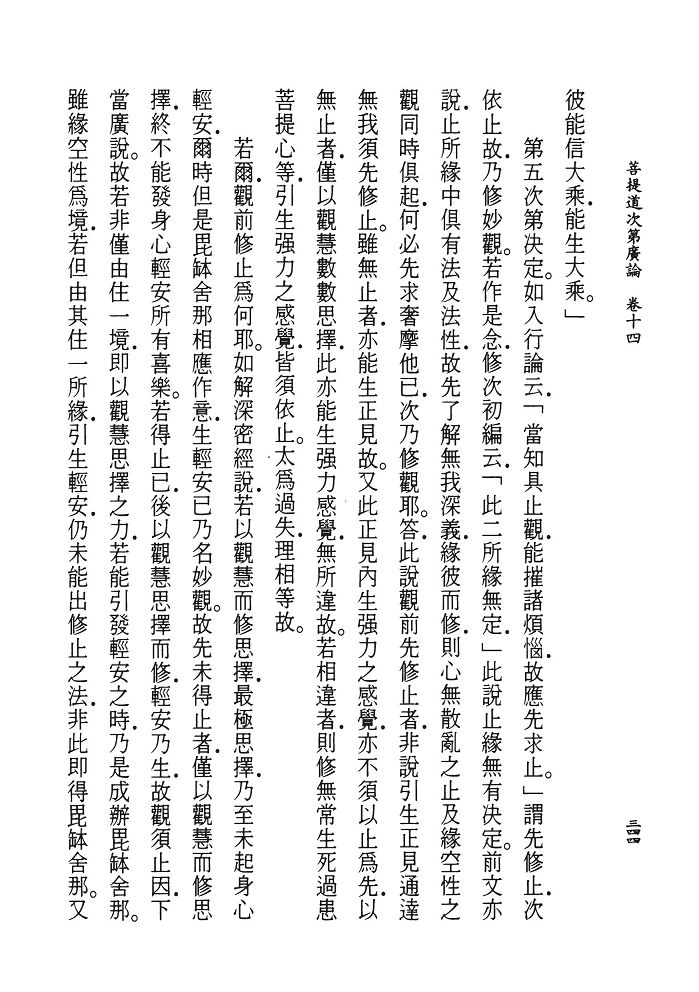 菩提道次第廣論　卷十四
三四四
彼能信大乘．能生大乘。」
第五次第決定。如入行論云．「當知具止觀．能摧諸煩惱．故應先求止。」謂先修止．次
依止故．乃修妙觀。若作是念．修次初編云．「此二所緣無定．」此說止緣無有決定。前文亦
說．止所緣中俱有法及法性．故先了解無我深義．緣彼而修．則心無散亂之止及緣空性之
觀同時俱起．何必先求奢摩他已．次乃修觀耶。答．此說觀前先修止者．非說引生正見通達
無我須先修止。雖無止者．亦能生正見故。又此正見內生强力之感覺．亦不須以止爲先．以
無止者．僅以觀慧數數思擇．此亦能生强力感覺．無所違故。若相違者．則修無常生死過患
菩提心等．引生强力之感覺．皆須依止。太爲過失．理相等故。
若爾．觀前修止爲何耶。如解深密經說．若以觀慧而修思擇．最極思擇．乃至未起身心
輕安．爾時但是毘缽舍那相應作意．生輕安已乃名妙觀。故先未得止者．僅以觀慧而修思
擇．終不能發身心輕安所有喜樂。若得止已．後以觀慧思擇而修．輕安乃生．故觀須止因．下
當廣說。故若非僅由住一境．即以觀慧思擇之力．若能引發輕安之時．乃是成辦毘缽舍那。
雖緣空性爲境．若但由其住一所緣．引生輕安．仍未能出修止之法．非此即得毘缽舍那。又